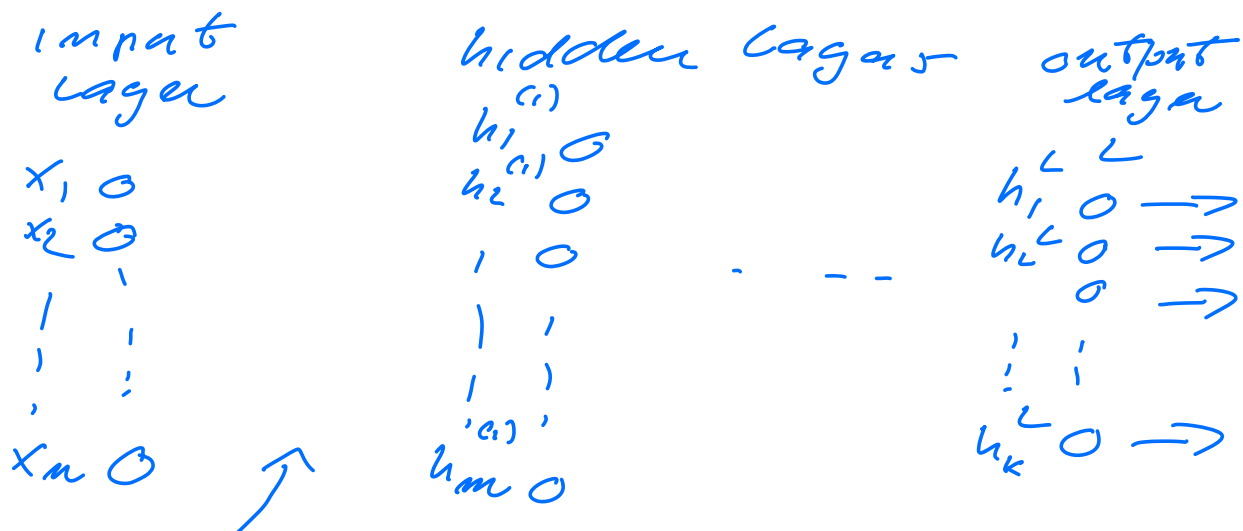 input hidden layers output
layer layer
h₁⁽¹⁾
x₁ h₂⁽¹⁾ h₁ᴸ L
x₂ h₂ᴸ
xₙ hₘ⁽¹⁾ hₖᴸ